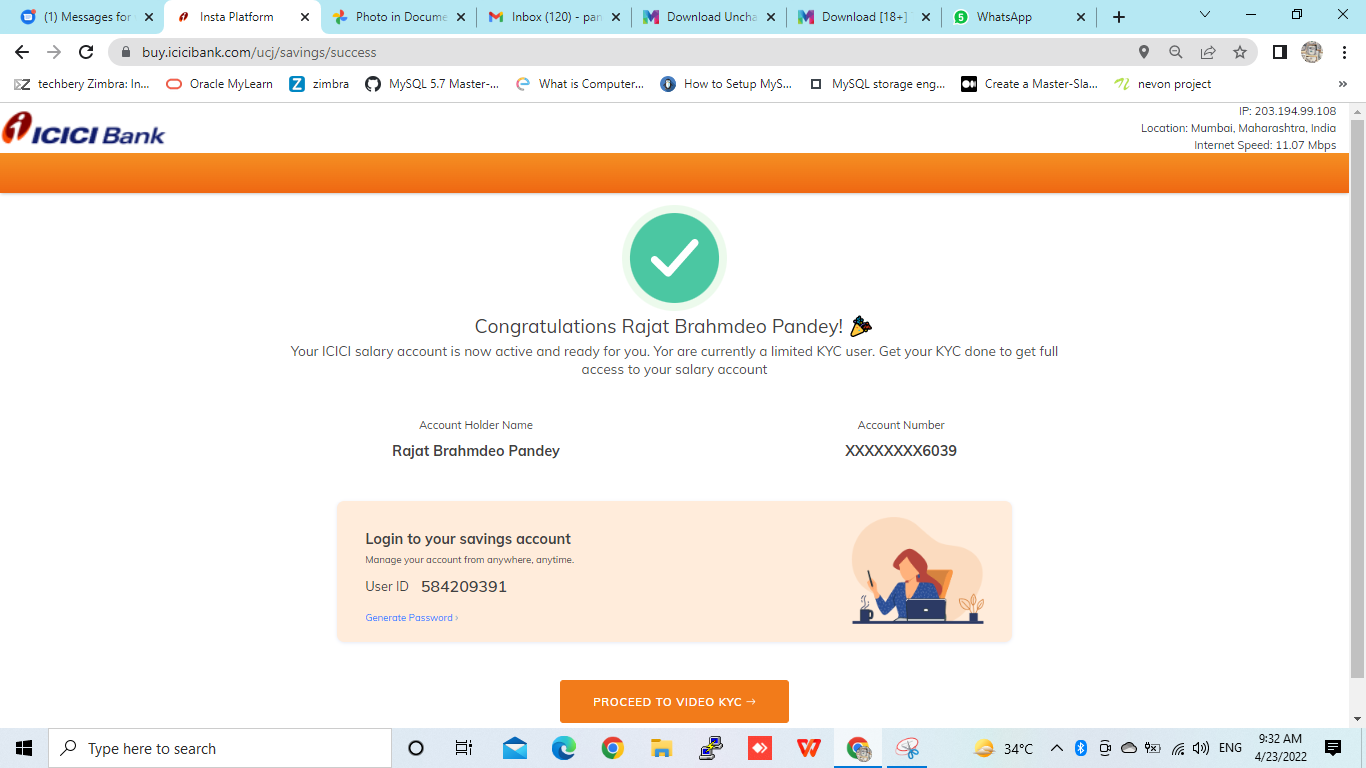 (1) Messages for
Insta Platform
Photo in Docume
Inbox (120) - pan
Download Uncha
Download [18+]
WhatsApp
buy.icicibank.com/ucj/savings/success
techbery Zimbra: In...
Oracle MyLearn
zimbra
MySQL 5.7 Master-...
What is Computer...
How to Setup MyS...
MySQL storage eng...
Create a Master-Sla...
nevon project
ICICI Bank
IP: 203.194.99.108
Location: Mumbai, Maharashtra, India
Internet Speed: 11.07 Mbps
Congratulations Rajat Brahmdeo Pandey!
Your ICICI salary account is now active and ready for you. Yor are currently a limited KYC user. Get your KYC done to get full
access to your salary account
Account Holder Name
Account Number
Rajat Brahmdeo Pandey
XXXXXXXX6039
Login to your savings account
Manage your account from anywhere, anytime.
User ID 584209391
Generate Password ›
PROCEED TO VIDEO KYC →
Type here to search
34°C
ENG
9:32 AM
4/23/2022